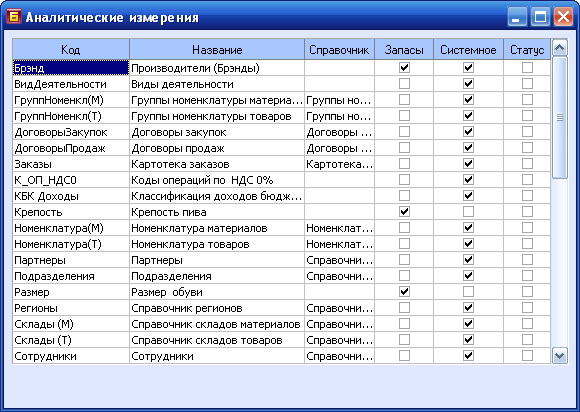 Аналитические измерения
Код Название Справочник Запасы Системное Статус
Брэнд Производители (Брэнды)
ВидДеятельности Виды деятельности
ГруппНоменкл(М) Группы номенклатуры материа... Группы но...
ГруппНоменкл(Т) Группы номенклатуры товаров Группы но...
ДоговорыЗакупок Договоры закупок Договоры ...
ДоговорыПродаж Договоры продаж Договоры ...
Заказы Картотека заказов Картотека...
К_ОП_НДС0 Коды операций по НДС 0%
КБК Доходы Классификация доходов бюдж...
Крепость Крепость пива
Номенклатура(М) Номенклатура материалов Номенклат...
Номенклатура(Т) Номенклатура товаров Номенклат...
Партнеры Партнеры Справочни...
Подразделения Подразделения Справочни...
Размер Размер обуви
Регионы Справочник регионов Справочни...
Склады (М) Справочник складов материалов Справочни...
Склады (Т) Справочник складов товаров Справочни...
Сотрудники Сотрудники Справочни...